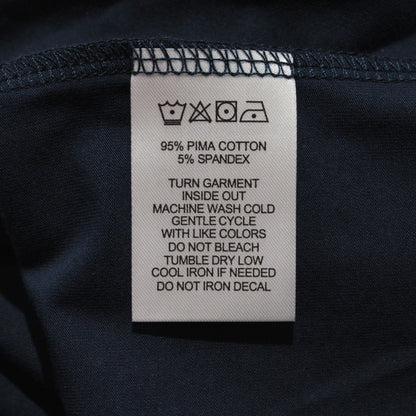 95% PIMA COTTON
5% SPANDEX
TURN GARMENT
INSIDE OUT
MACHINE WASH COLD
GENTLE CYCLE
WITH LIKE COLORS
DO NOT BLEACH
TUMBLE DRY LOW
COOL IRON IF NEEDED
DO NOT IRON DECAL